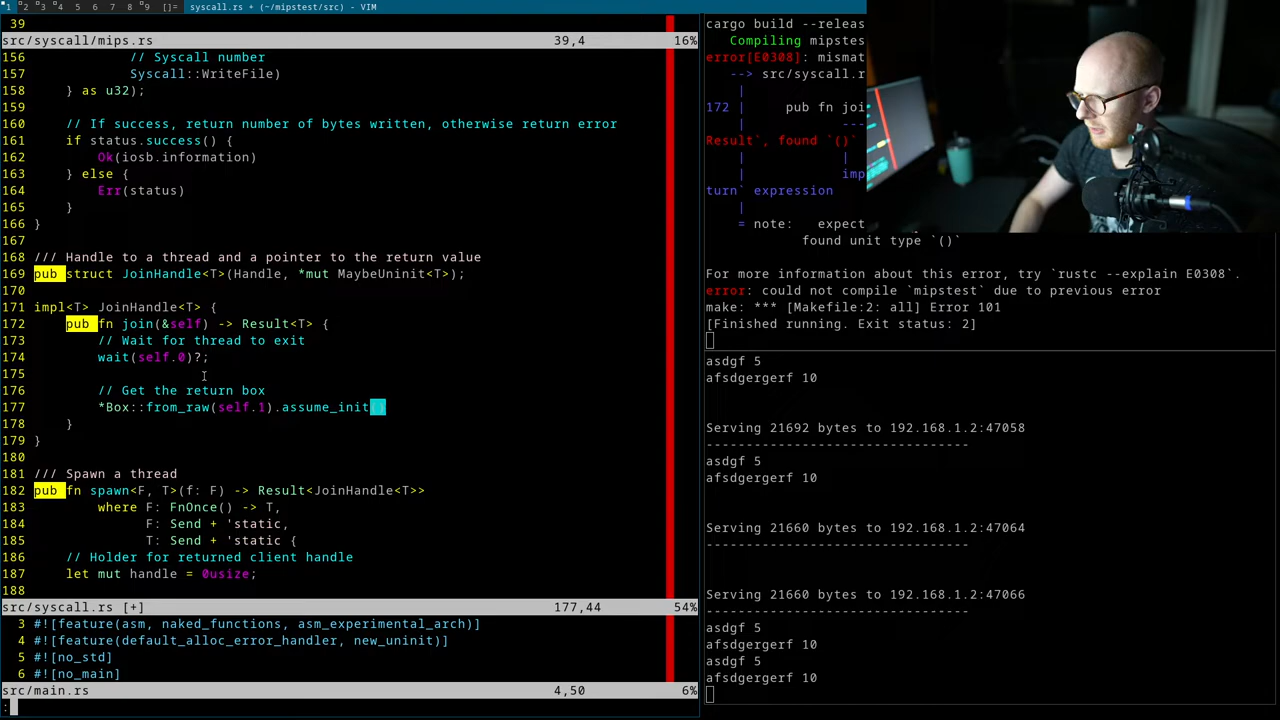 1 2 3 4 5 6 7 8 9 []= syscall.rs + (~/mipstest/src) - VIM
39
src/syscall/mips.rs 39,4 16%
156 // Syscall number
157 Syscall::WriteFile)
158 } as u32);
159
160 // If success, return number of bytes written, otherwise return error
161 if status.success() {
162 Ok(iosb.information)
163 } else {
164 Err(status)
165 }
166 }
167
168 /// Handle to a thread and a pointer to the return value
169 pub struct JoinHandle<T>(Handle, *mut MaybeUninit<T>);
170
171 impl<T> JoinHandle<T> {
172 pub fn join(&self) -> Result<T> {
173 // Wait for thread to exit
174 wait(self.0)?;
175
176 // Get the return box
177 *Box::from_raw(self.1).assume_init()
178 }
179 }
180
181 /// Spawn a thread
182 pub fn spawn<F, T>(f: F) -> Result<JoinHandle<T>>
183 where F: FnOnce() -> T,
184 F: Send + 'static,
185 T: Send + 'static {
186 // Holder for returned client handle
187 let mut handle = 0usize;
188
src/syscall.rs [+] 177,44 54%
3 #![feature(asm, naked_functions, asm_experimental_arch)]
4 #![feature(default_alloc_error_handler, new_uninit)]
5 #![no_std]
6 #![no_main]
src/main.rs 4,50 6%
:
cargo build --releas
Compiling mipstes
error[E0308]: mismat
--> src/syscall.r
|
172 | pub fn joi
| ---
Result`, found `()`
| |
| imp
turn` expression
|
= note: expect
found unit type `()`
For more information about this error, try `rustc --explain E0308`.
error: could not compile `mipstest` due to previous error
make: *** [Makefile:2: all] Error 101
[Finished running. Exit status: 2]
asdgf 5
afsdgergerf 10
Serving 21692 bytes to 192.168.1.2:47058
---------------------------------
asdgf 5
afsdgergerf 10
Serving 21660 bytes to 192.168.1.2:47064
---------------------------------
Serving 21660 bytes to 192.168.1.2:47066
---------------------------------
asdgf 5
afsdgergerf 10
asdgf 5
afsdgergerf 10